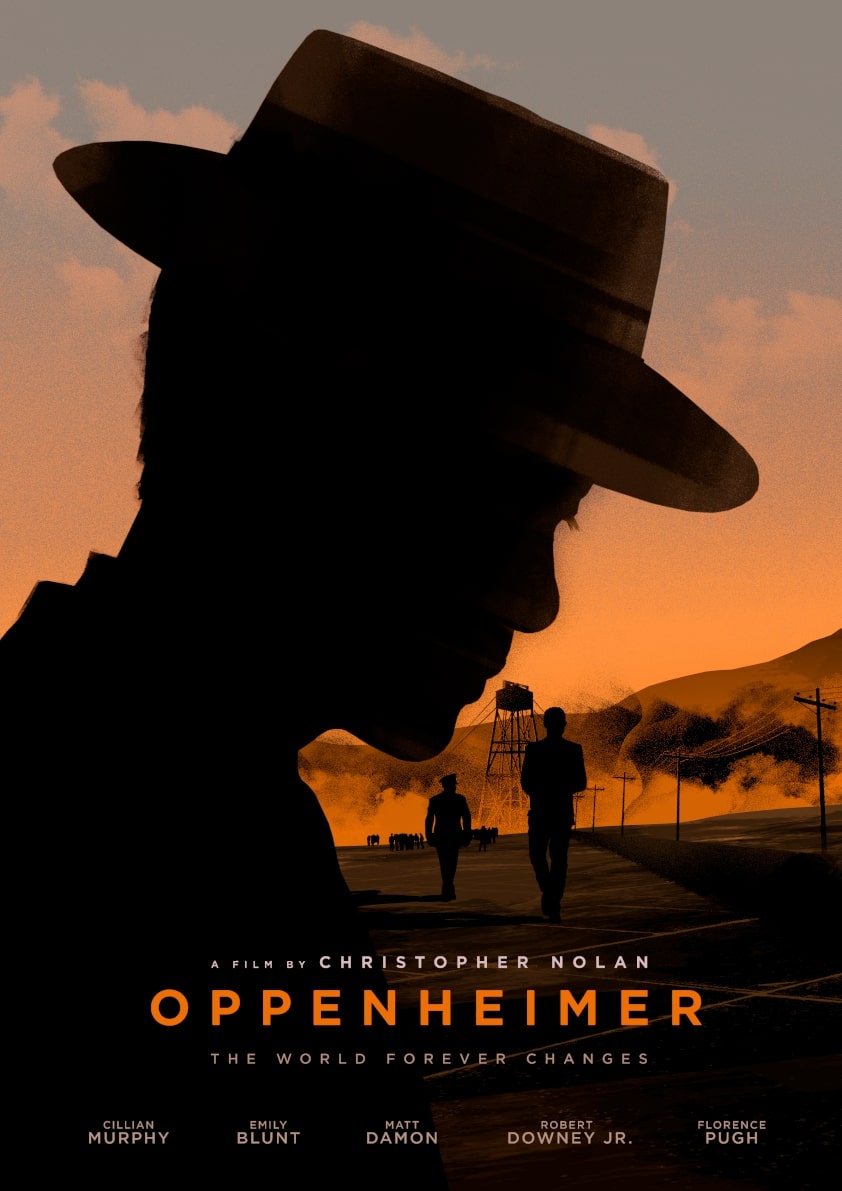 A FILM BY CHRISTOPHER NOLAN
OPPENHEIMER
THE WORLD FOREVER CHANGES
CILLIAN MURPHY
EMILY BLUNT
MATT DAMON
ROBERT DOWNEY JR.
FLORENCE PUGH